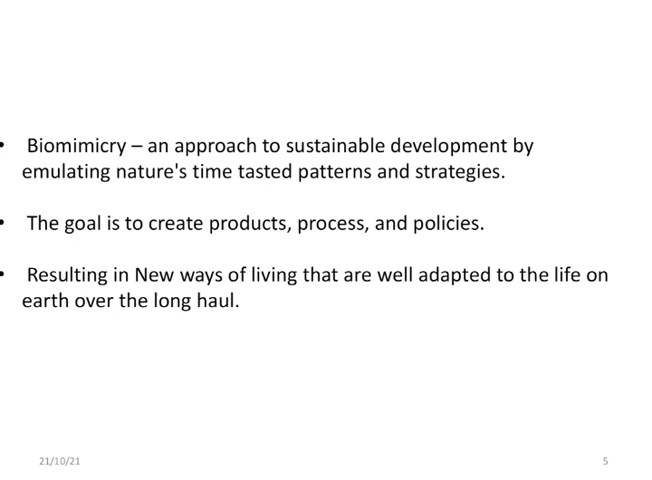 • Biomimicry – an approach to sustainable development by
emulating nature's time tasted patterns and strategies.
• The goal is to create products, process, and policies.
• Resulting in New ways of living that are well adapted to the life on
earth over the long haul.
21/10/21
5